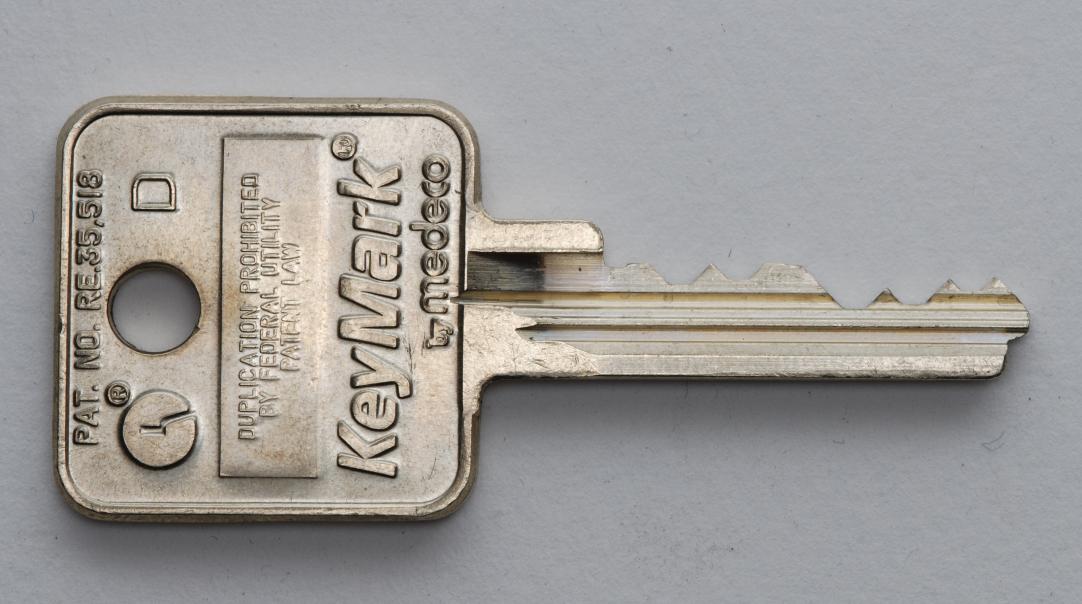 PAT. NO. RE.35,518
®
D
DUPLICATION PROHIBITED
BY FEDERAL UTILITY
PATENT LAW
KeyMark®
by medeco